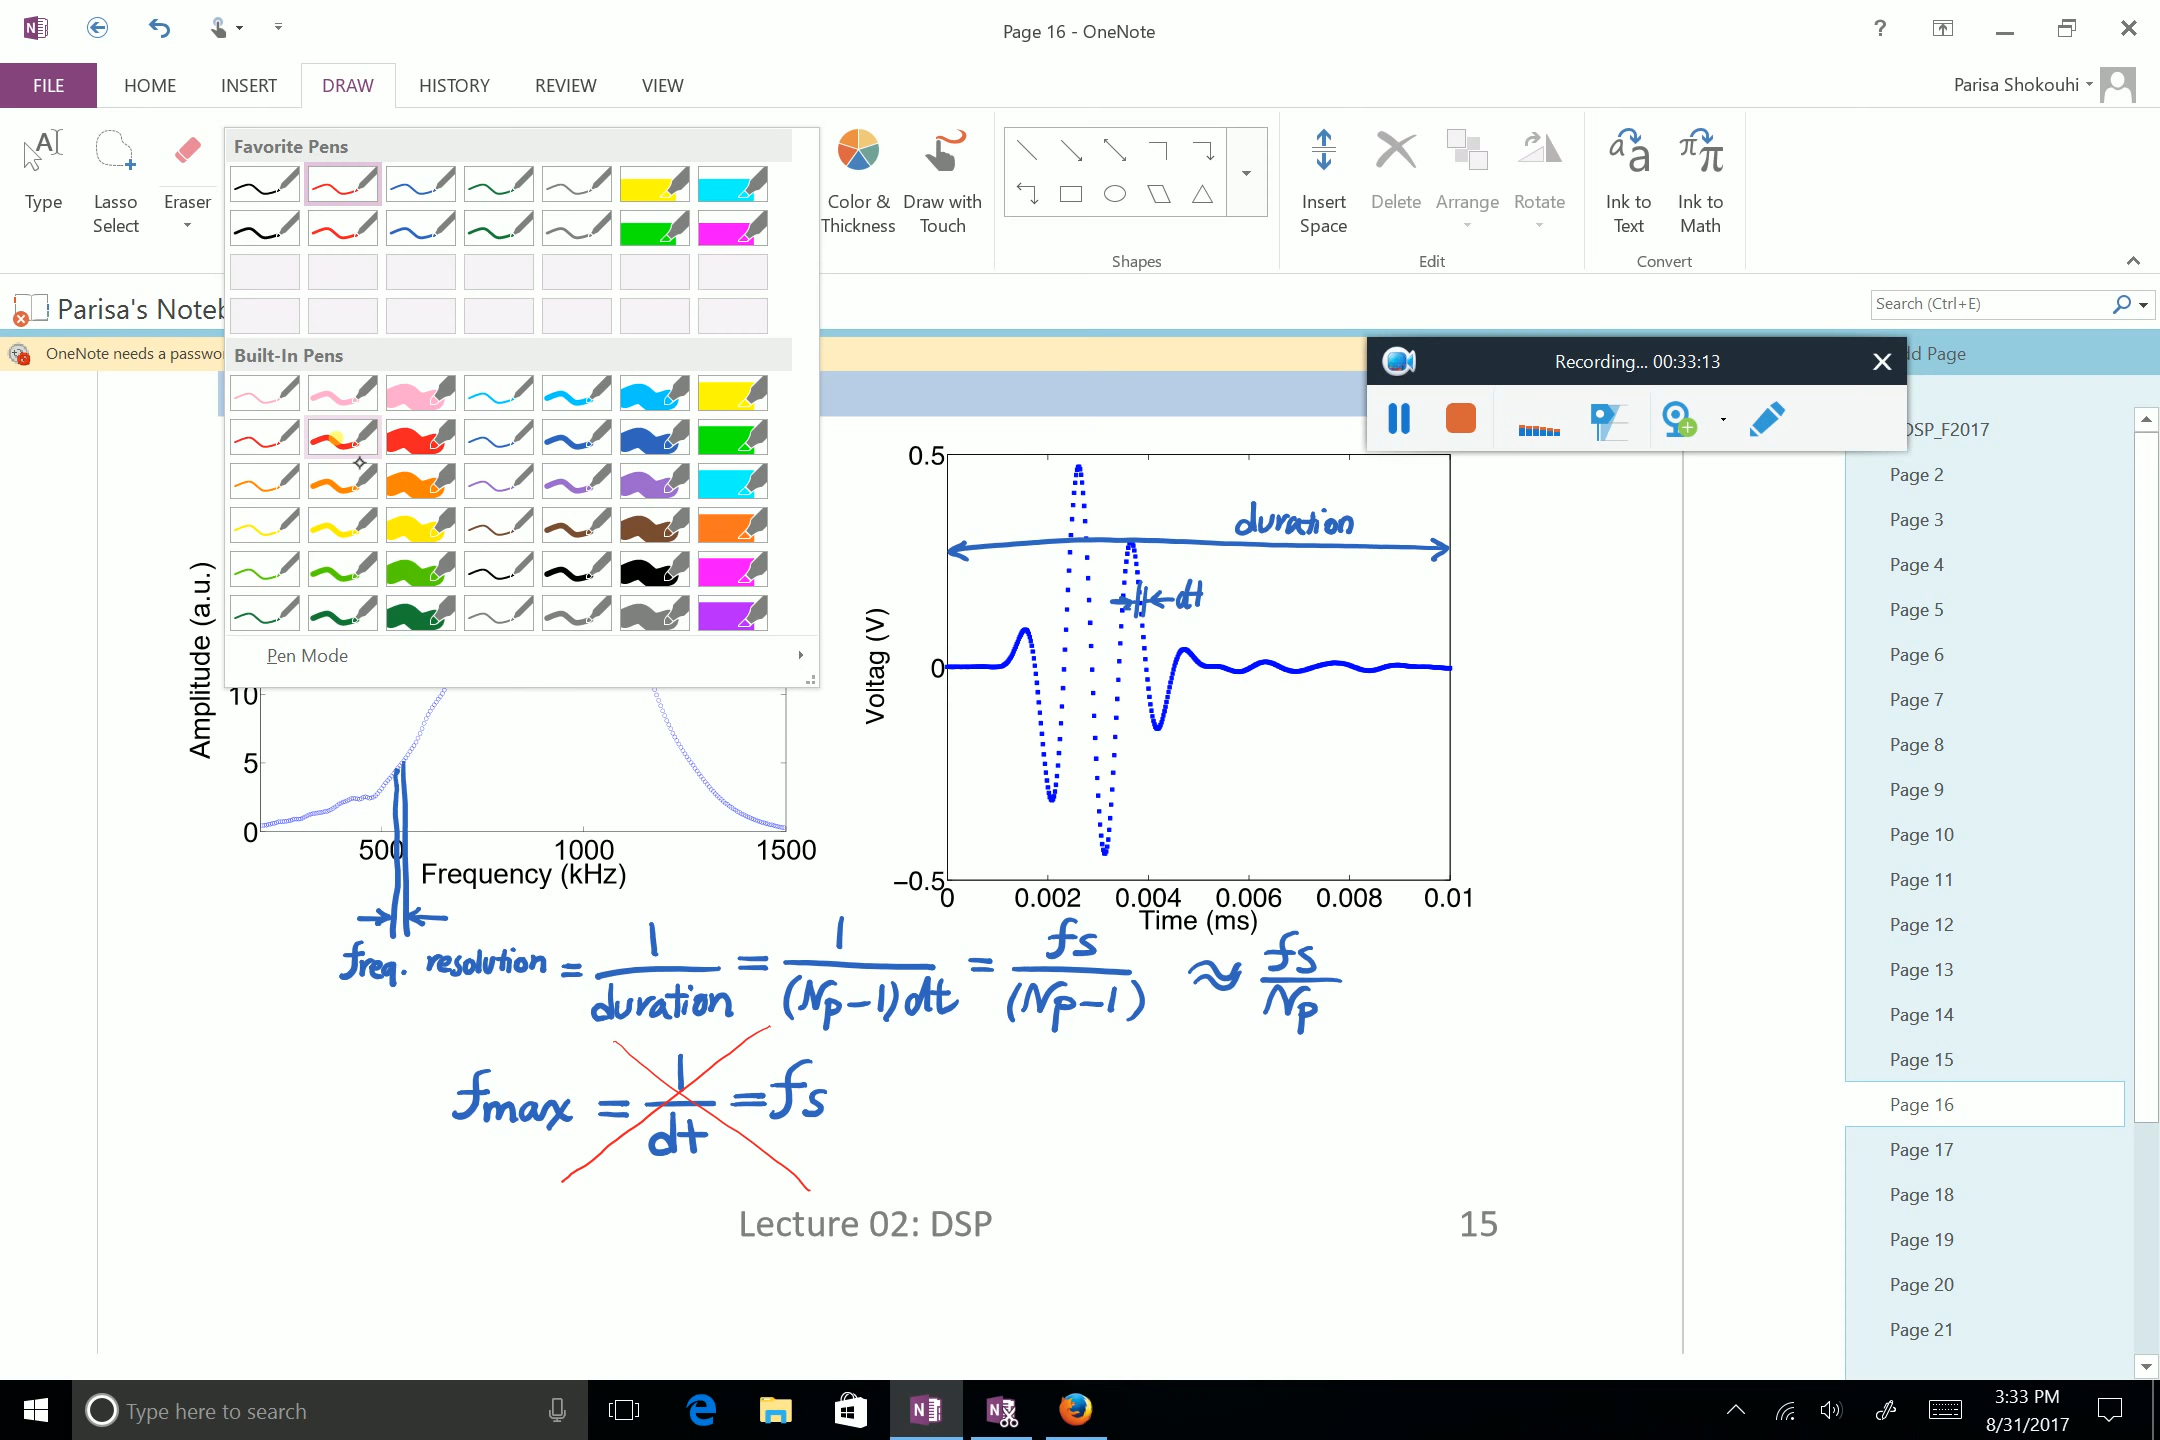 Page 16 - OneNote
?
FILE HOME INSERT DRAW HISTORY REVIEW VIEW
Parisa Shokouhi
Type
Lasso Select
Eraser
Favorite Pens
Built-In Pens
Pen Mode
Color & Thickness
Draw with Touch
Shapes
Insert Space
Delete
Arrange
Rotate
Edit
Ink to Text
Ink to Math
Convert
Parisa's Noteb
Search (Ctrl+E)
OneNote needs a passwo
Recording... 00:33:13
dd Page
DSP_F2017
Page 2
Page 3
Page 4
Page 5
Page 6
Page 7
Page 8
Page 9
Page 10
Page 11
Page 12
Page 13
Page 14
Page 15
Page 16
Page 17
Page 18
Page 19
Page 20
Page 21
Amplitude (a.u.)
10
5
0
500 1000 1500
Frequency (kHz)
Voltag (V)
0.5
0
-0.5
0 0.002 0.004 0.006 0.008 0.01
Time (ms)
duration
dt
freq. resolution = 1/duration = 1/(Np-1)dt = fs/(Np-1) ≈ fs/Np
fmax = 1/dt = fs
Lecture 02: DSP
15
Type here to search
3:33 PM
8/31/2017